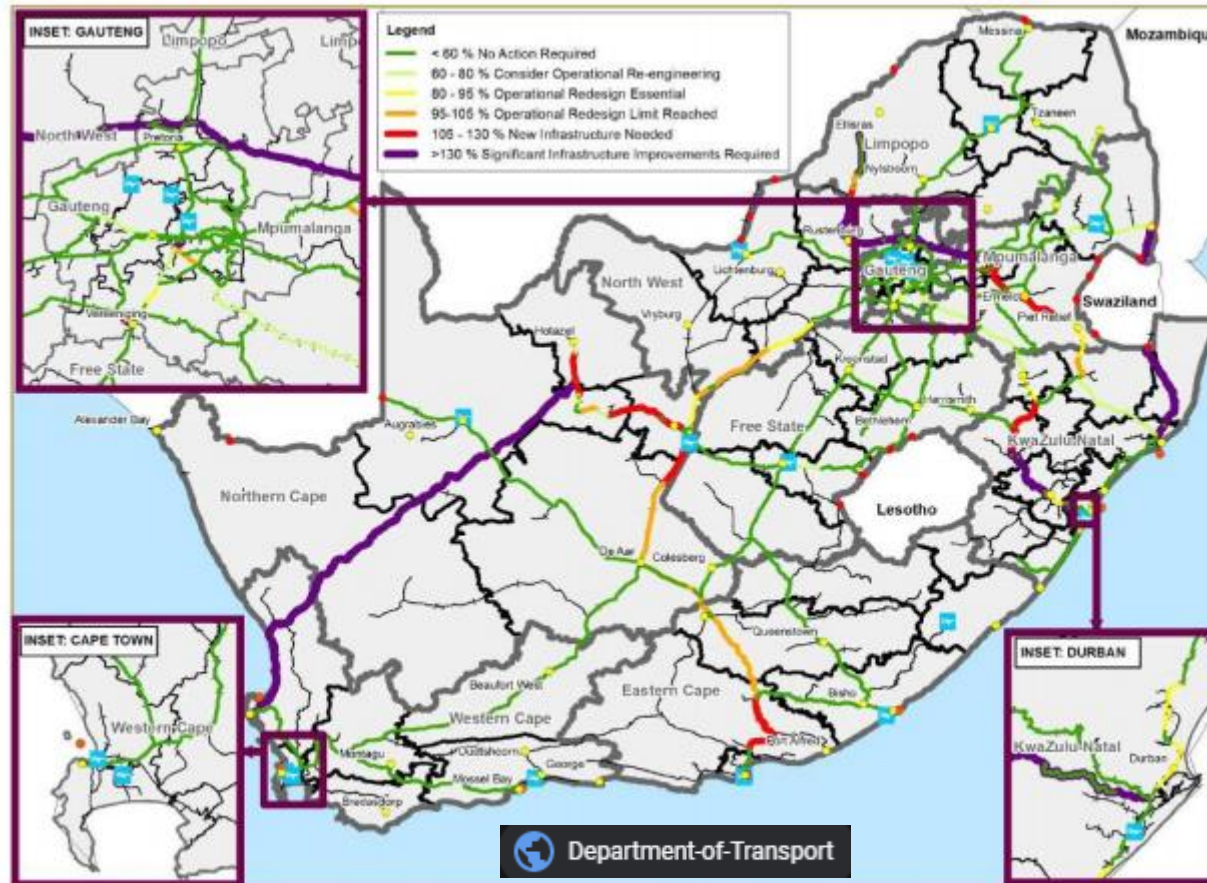 INSET: GAUTENG
Limpopo
North West
Pretoria
Gauteng
Mpumalanga
Vereeniging
Free State
Legend
< 60 % No Action Required
60 - 80 % Consider Operational Re-engineering
80 - 95 % Operational Redesign Essential
95-105 % Operational Redesign Limit Reached
105 - 130 % New Infrastructure Needed
>130 % Significant Infrastructure Improvements Required
Messina
Mozambiqu
Tzaneen
Ellisras
Limpopo
Nylstroom
Rustenburg
Mpumalanga
Gauteng
Lichtenburg
North West
Ermelo
Swaziland
Piet Retief
Vryburg
Hotazel
Kroonstad
Harrismith
Bethlehem
Free State
KwaZulu-Natal
Alexander Bay
Augrabies
Northern Cape
Lesotho
De Aar
Colesberg
Queenstown
INSET: CAPE TOWN
Western Cape
Beaufort West
Eastern Cape
Bisho
Western Cape
Port Alfred
Montagu
Oudtshoorn
George
Mossel Bay
Bredasdorp
INSET: DURBAN
KwaZulu-Natal
Durban
Department-of-Transport